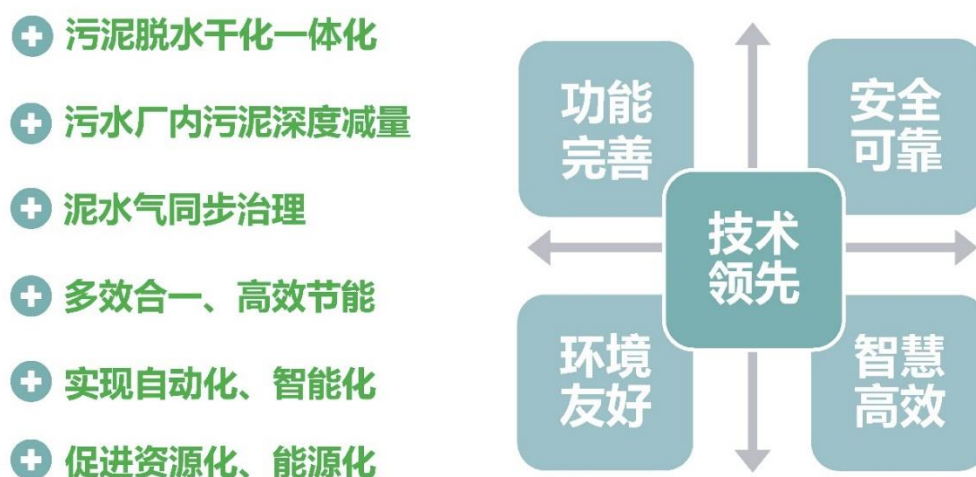 污泥脱水干化一体化
污水厂内污泥深度减量
泥水气同步治理
多效合一、高效节能
实现自动化、智能化
促进资源化、能源化
功能
完善
安全
可靠
技术
领先
环境
友好
智慧
高效